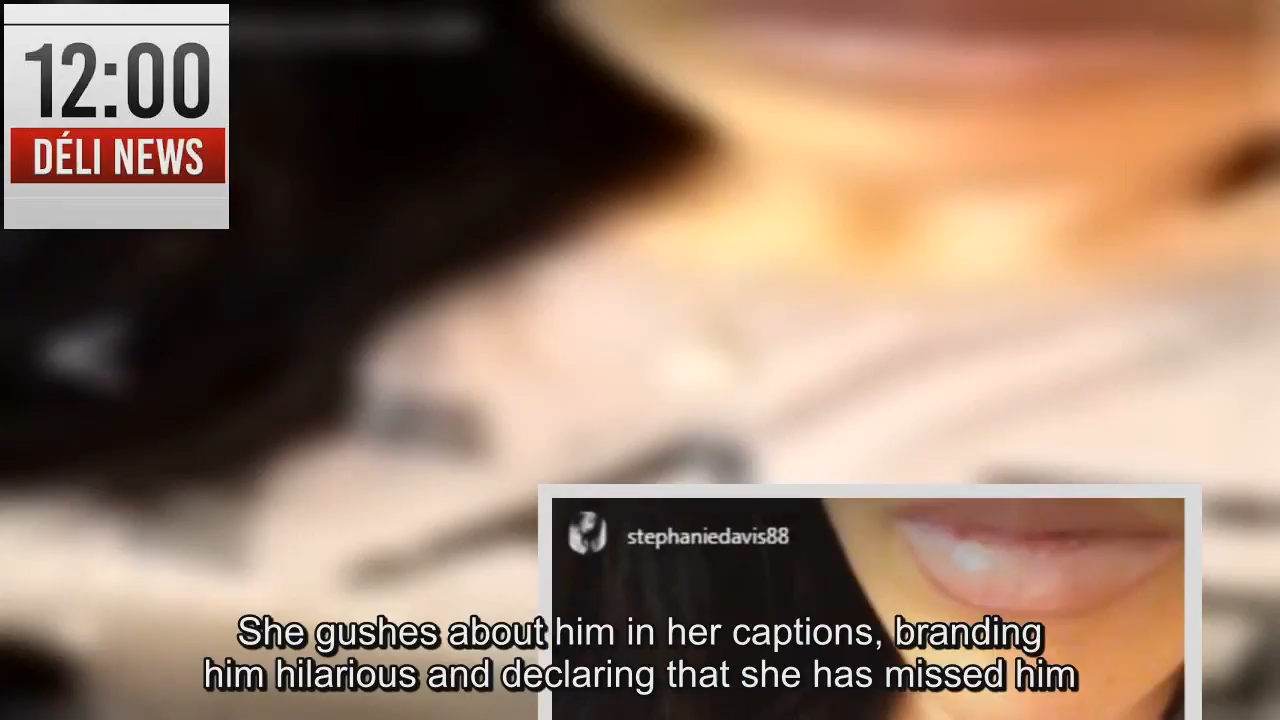 12:00
DÉLI NEWS
stephaniedavis88
She gushes about him in her captions, branding
him hilarious and declaring that she has missed him